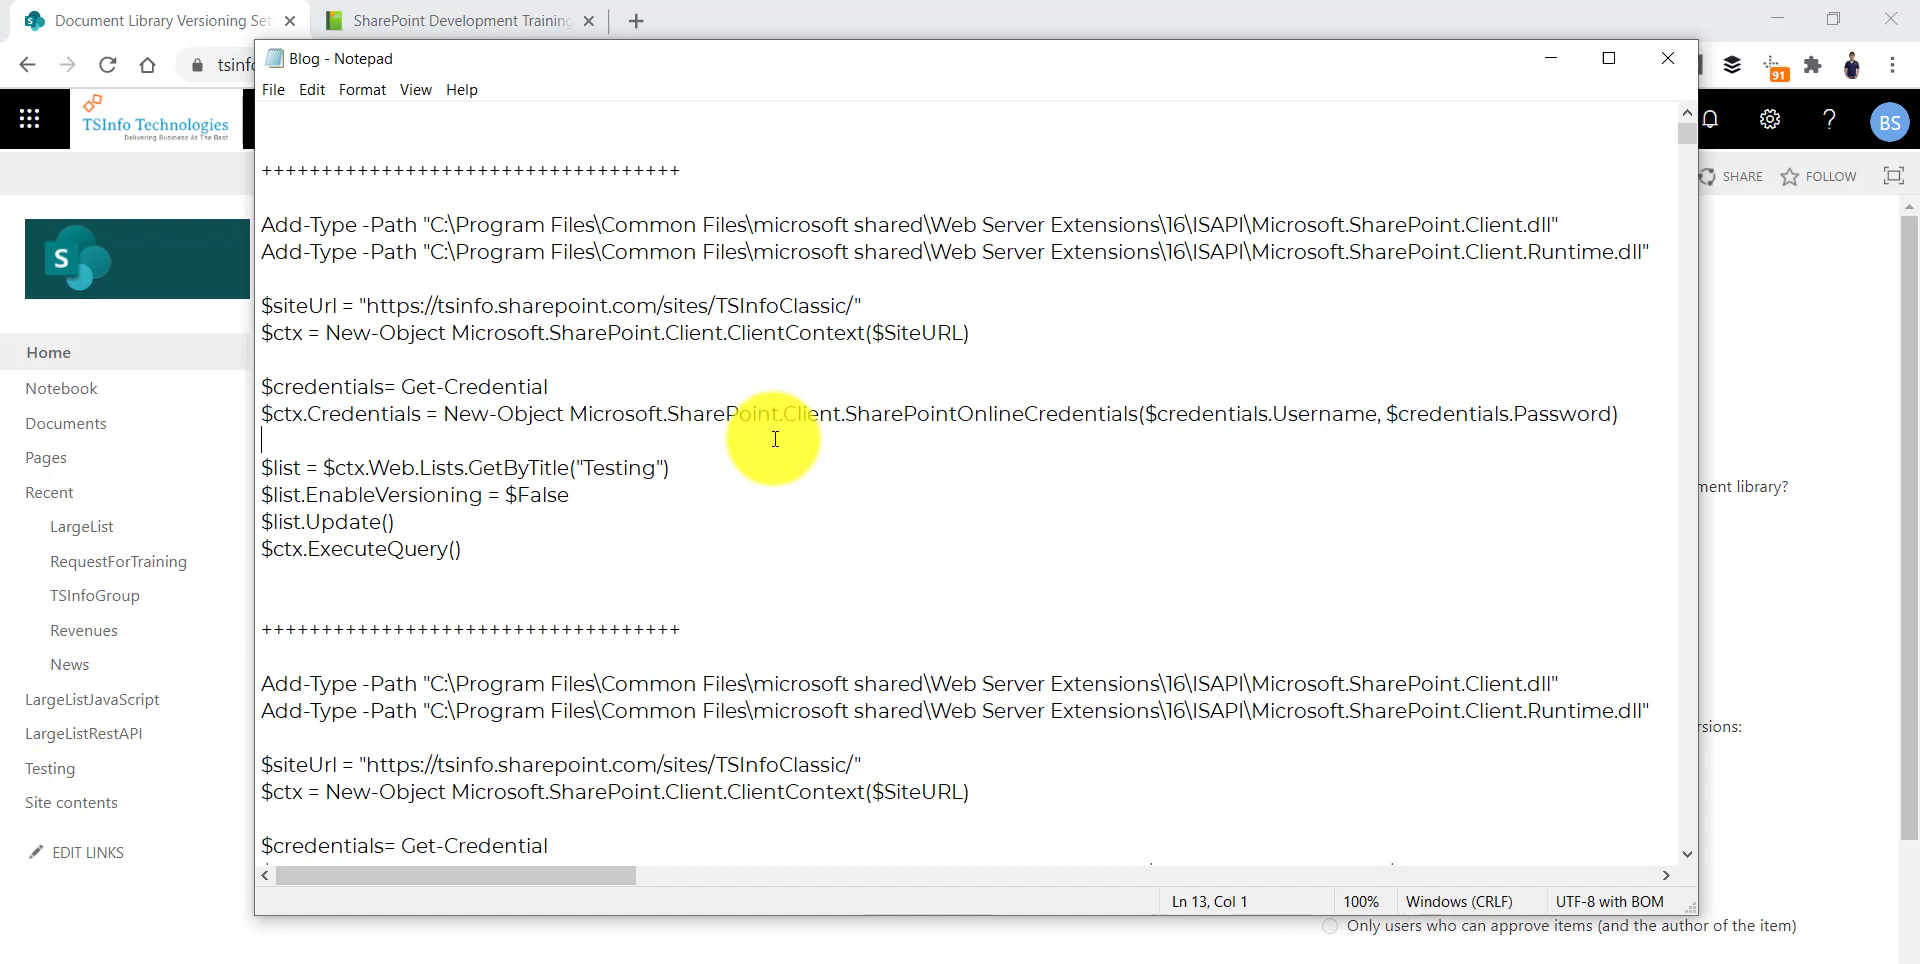 Document Library Versioning Set
SharePoint Development Training
tsinfo
91
Blog - Notepad
File Edit Format View Help
TSInfo Technologies
Delivering Business At The Best
BS
SHARE FOLLOW
+++++++++++++++++++++++++++++++++++
Add-Type -Path "C:\Program Files\Common Files\microsoft shared\Web Server Extensions\16\ISAPI\Microsoft.SharePoint.Client.dll"
Add-Type -Path "C:\Program Files\Common Files\microsoft shared\Web Server Extensions\16\ISAPI\Microsoft.SharePoint.Client.Runtime.dll"
$siteUrl = "https://tsinfo.sharepoint.com/sites/TSInfoClassic/"
$ctx = New-Object Microsoft.SharePoint.Client.ClientContext($SiteURL)
$credentials= Get-Credential
$ctx.Credentials = New-Object Microsoft.SharePoint.Client.SharePointOnlineCredentials($credentials.Username, $credentials.Password)
$list = $ctx.Web.Lists.GetByTitle("Testing")
$list.EnableVersioning = $False
$list.Update()
$ctx.ExecuteQuery()
+++++++++++++++++++++++++++++++++++
Add-Type -Path "C:\Program Files\Common Files\microsoft shared\Web Server Extensions\16\ISAPI\Microsoft.SharePoint.Client.dll"
Add-Type -Path "C:\Program Files\Common Files\microsoft shared\Web Server Extensions\16\ISAPI\Microsoft.SharePoint.Client.Runtime.dll"
$siteUrl = "https://tsinfo.sharepoint.com/sites/TSInfoClassic/"
$ctx = New-Object Microsoft.SharePoint.Client.ClientContext($SiteURL)
$credentials= Get-Credential
Ln 13, Col 1 100% Windows (CRLF) UTF-8 with BOM
S
Home
Notebook
Documents
Pages
Recent
LargeList
RequestForTraining
TSInfoGroup
Revenues
News
LargeListJavaScript
LargeListRestAPI
Testing
Site contents
EDIT LINKS
ment library?
rsions:
Only users who can approve items (and the author of the item)